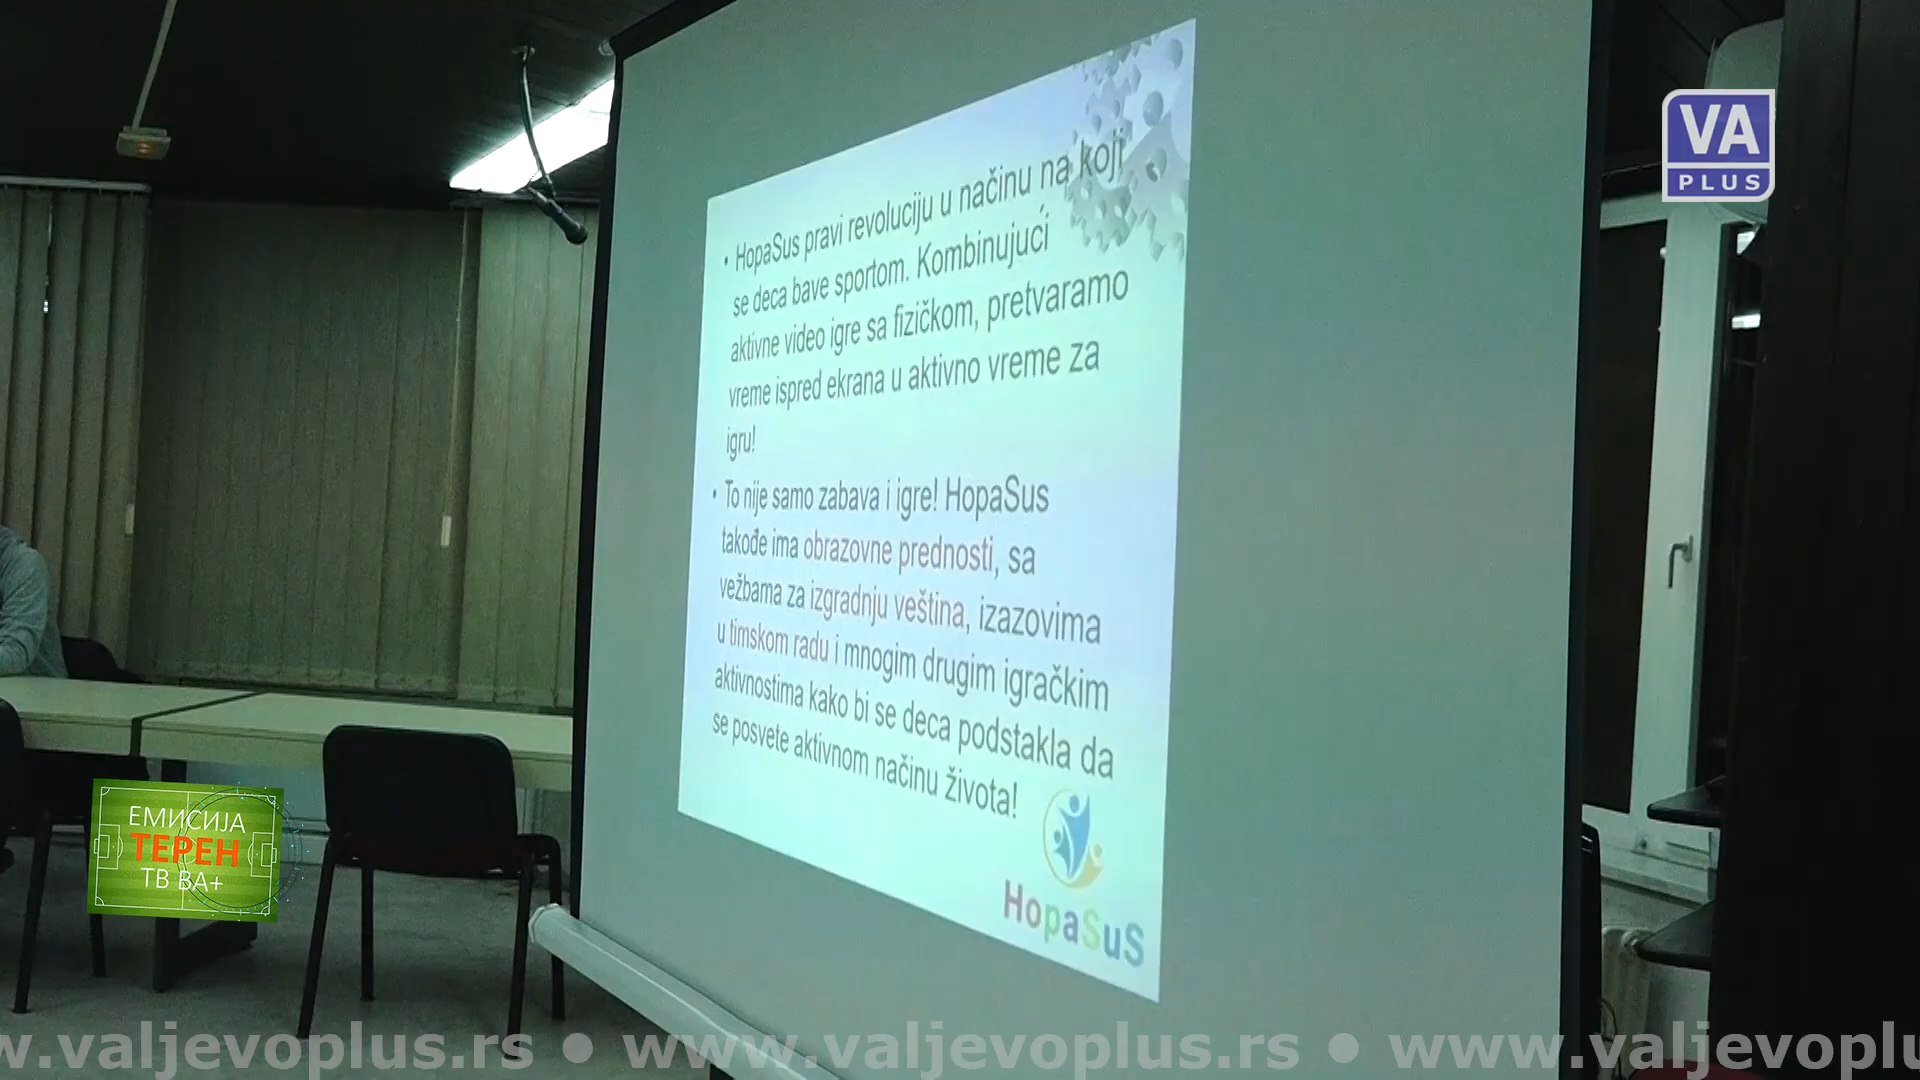 VA
PLUS
• HopaSus pravi revoluciju u načinu na koji
se deca bave sportom. Kombinujući
aktivne video igre sa fizičkom, pretvaramo
vreme ispred ekrana u aktivno vreme za
igru!
• To nije samo zabava i igre! HopaSus
takođe ima obrazovne prednosti, sa
vežbama za izgradnju veština, izazovima
u timskom radu i mnogim drugim igračkim
aktivnostima kako bi se deca podstakla da
se posvete aktivnom načinu života!
HopaSuS
ЕМИСИЈА
ТЕРЕН
ТВ ВА+
w.valjevoplus.rs ● www.valjevoplus.rs ● www.valjevoplu